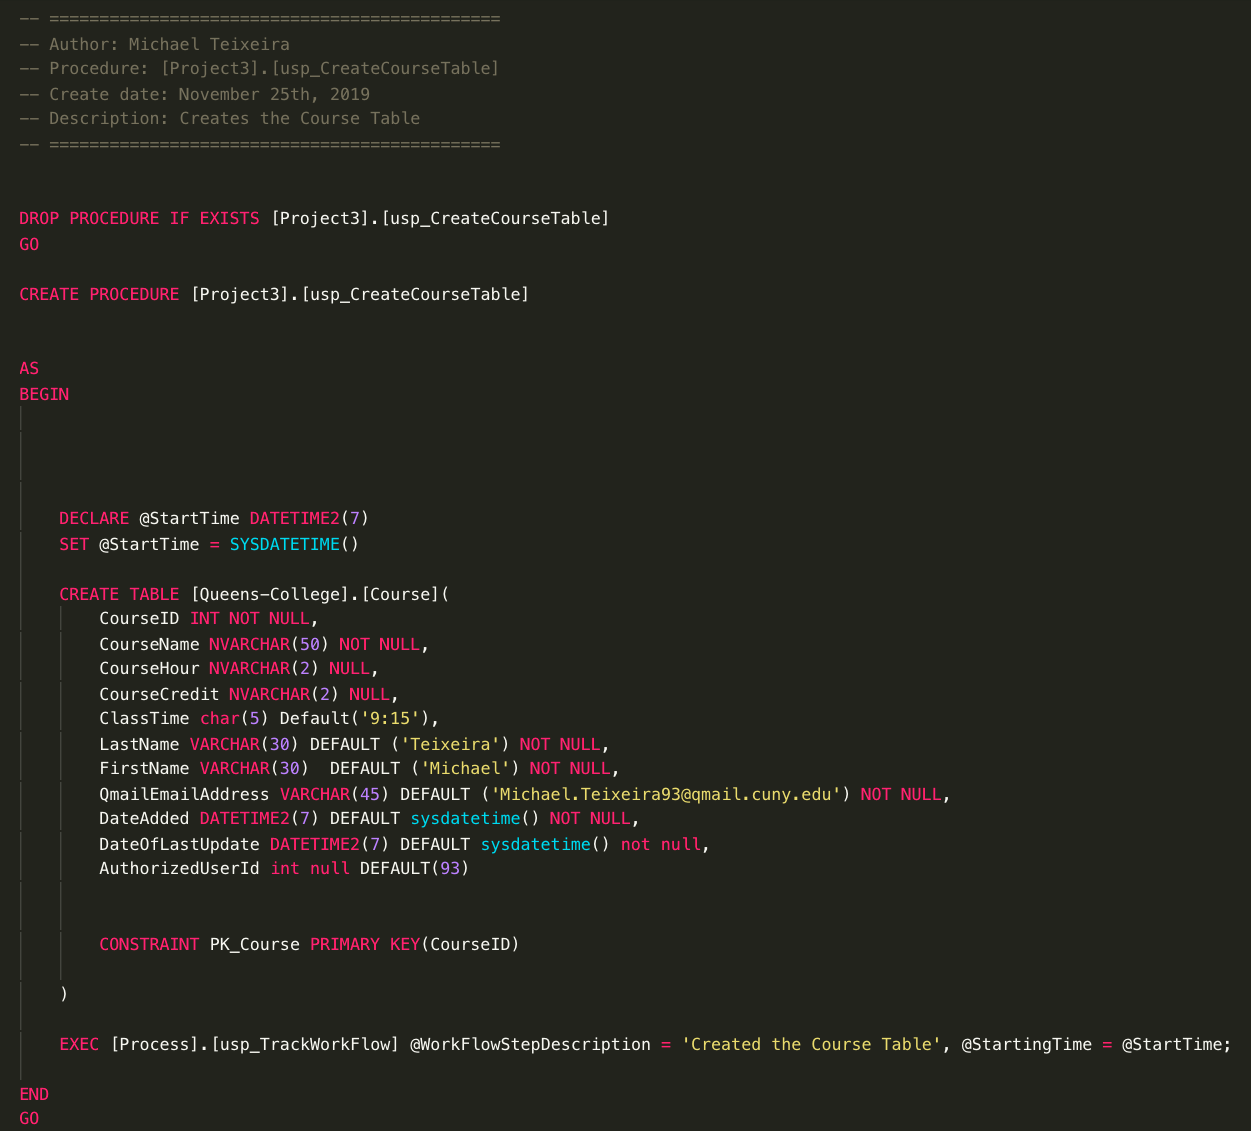 -- =============================================
-- Author: Michael Teixeira
-- Procedure: [Project3].[usp_CreateCourseTable]
-- Create date: November 25th, 2019
-- Description: Creates the Course Table
-- =============================================
DROP PROCEDURE IF EXISTS [Project3].[usp_CreateCourseTable]
GO
CREATE PROCEDURE [Project3].[usp_CreateCourseTable]
AS
BEGIN
DECLARE @StartTime DATETIME2(7)
SET @StartTime = SYSDATETIME()
CREATE TABLE [Queens-College].[Course](
CourseID INT NOT NULL,
CourseName NVARCHAR(50) NOT NULL,
CourseHour NVARCHAR(2) NULL,
CourseCredit NVARCHAR(2) NULL,
ClassTime char(5) Default('9:15'),
LastName VARCHAR(30) DEFAULT ('Teixeira') NOT NULL,
FirstName VARCHAR(30)  DEFAULT ('Michael') NOT NULL,
QmailEmailAddress VARCHAR(45) DEFAULT ('Michael.Teixeira93@qmail.cuny.edu') NOT NULL,
DateAdded DATETIME2(7) DEFAULT sysdatetime() NOT NULL,
DateOfLastUpdate DATETIME2(7) DEFAULT sysdatetime() not null,
AuthorizedUserId int null DEFAULT(93)
CONSTRAINT PK_Course PRIMARY KEY(CourseID)
)
EXEC [Process].[usp_TrackWorkFlow] @WorkFlowStepDescription = 'Created the Course Table', @StartingTime = @StartTime;
END
GO